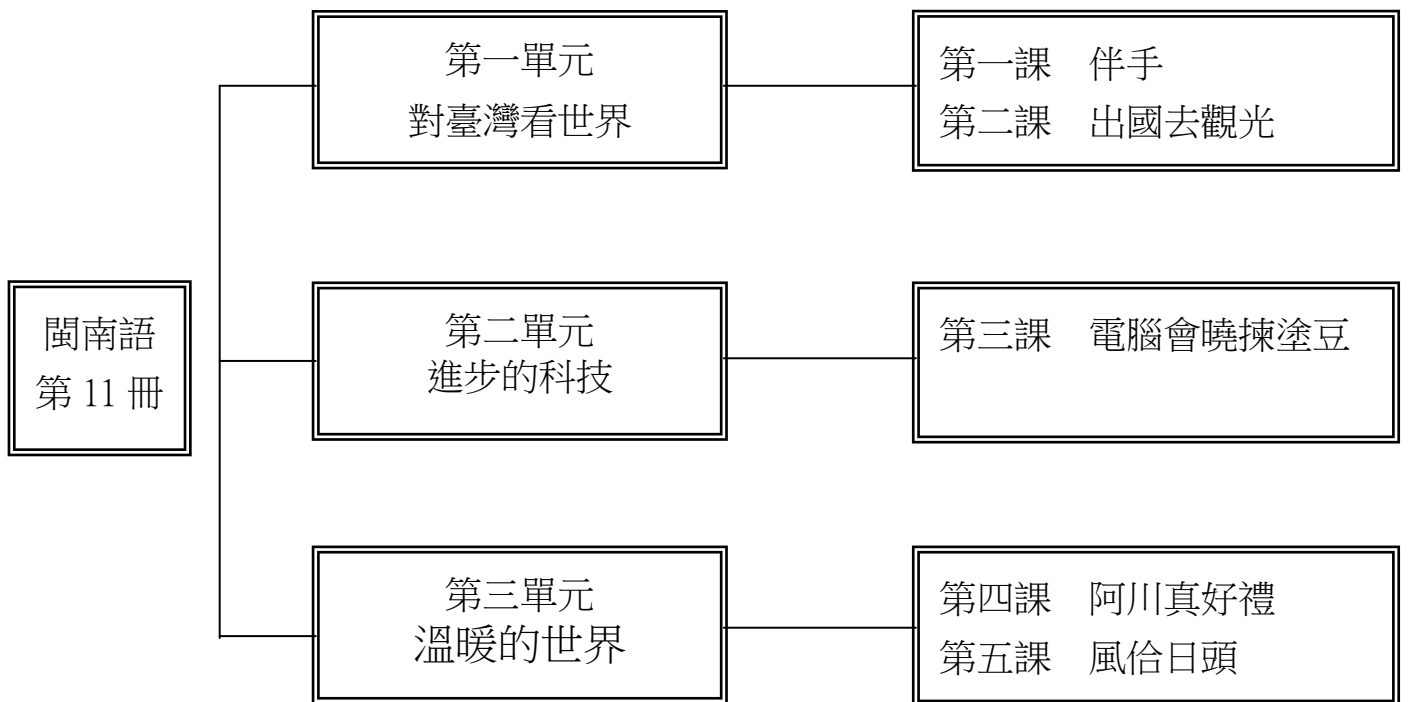 第一單元
對臺灣看世界
第一課 伴手
第二課 出國去觀光
閩南語
第 11 冊
第二單元
進步的科技
第三課 電腦會曉揀塗豆
第三單元
溫暖的世界
第四課 阿川真好禮
第五課 風佮日頭